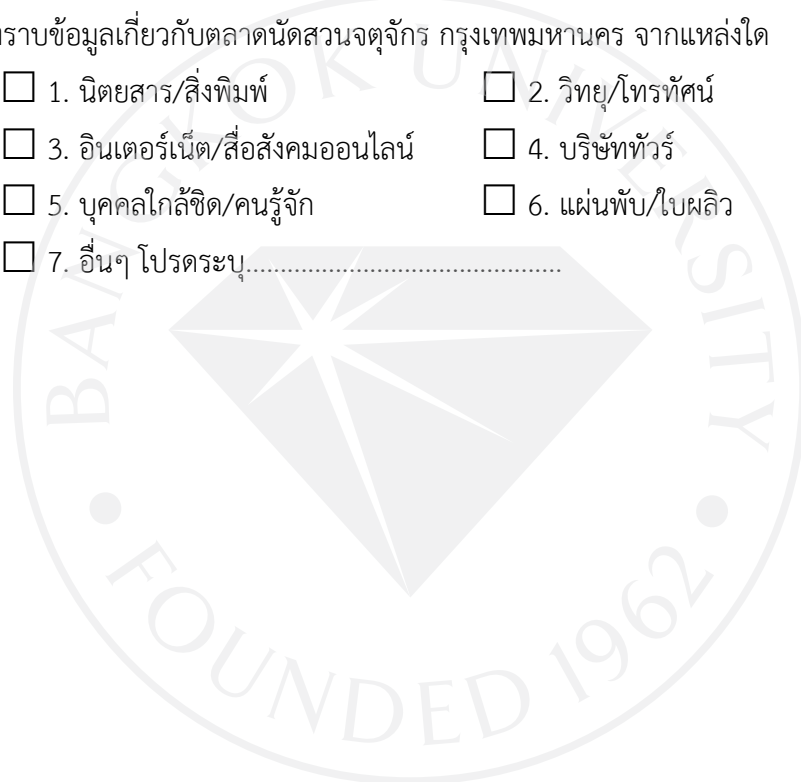 ทราบข้อมูลเกี่ยวกับตลาดนัดสวนจตุจักร กรุงเทพมหานคร จากแหล่งใด
☐ 1. นิตยสาร/สิ่งพิมพ์ ☐ 2. วิทยุ/โทรทัศน์
☐ 3. อินเตอร์เน็ต/สื่อสังคมออนไลน์ ☐ 4. บริษัททัวร์
☐ 5. บุคคลใกล้ชิด/คนรู้จัก ☐ 6. แผ่นพับ/ใบผลิว
☐ 7. อื่นๆ โปรดระบุ..............................................
BANGKOK UNIVERSITY
FOUNDED 1962